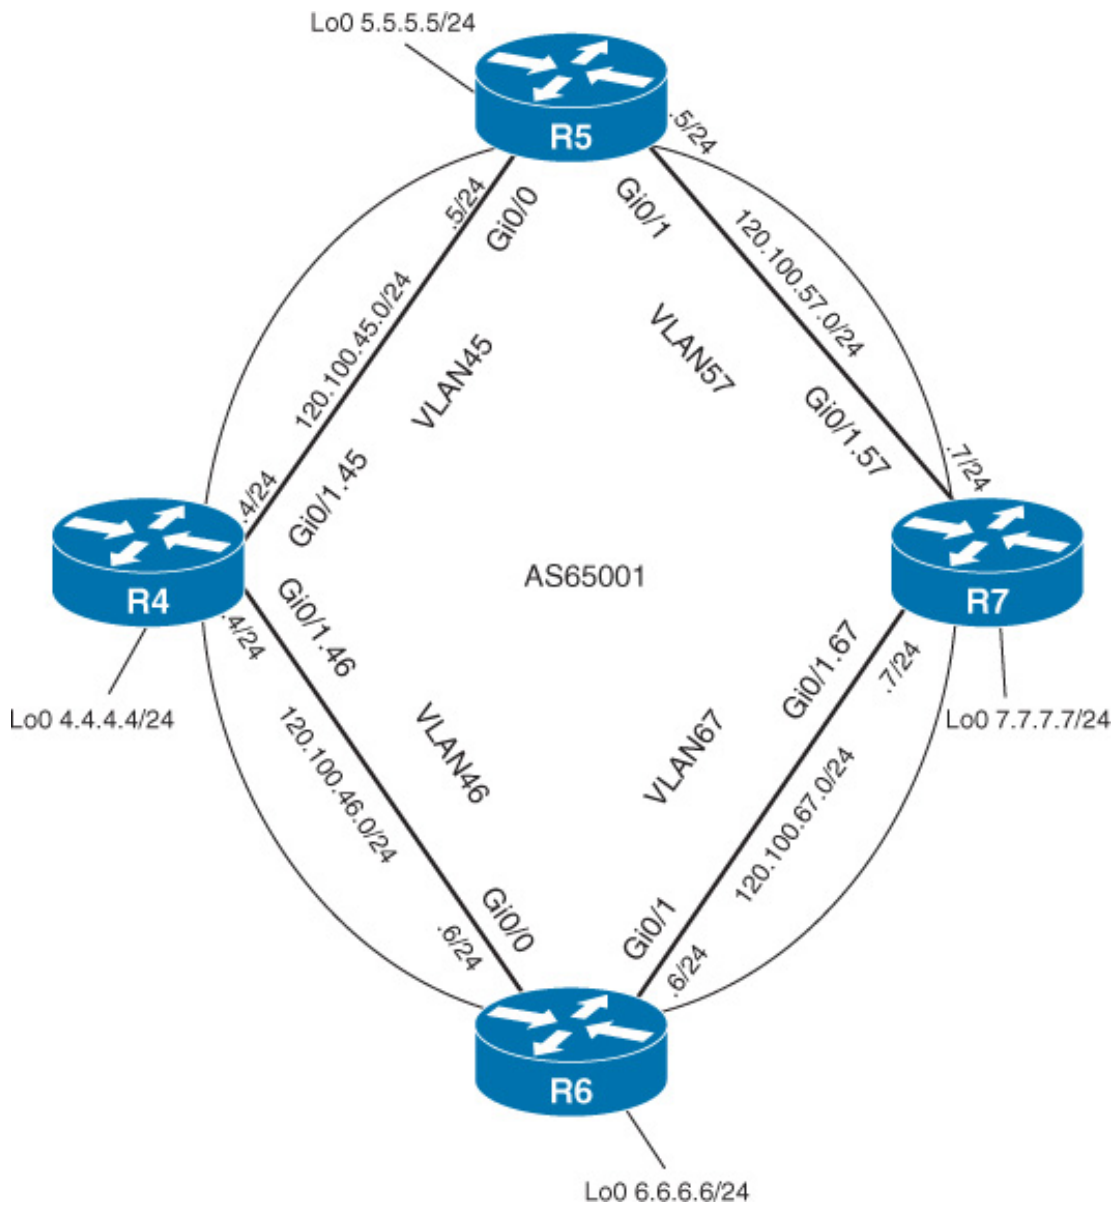 Lo0 5.5.5.5/24
R5
.5/24
.5/24
Gi0/0
Gi0/1
120.100.45.0/24
120.100.57.0/24
VLAN45
VLAN57
Gi0/1.45
Gi0/1.57
.4/24
.7/24
R4
AS65001
R7
.4/24
Gi0/1.46
Gi0/1.67
.7/24
Lo0 4.4.4.4/24
Lo0 7.7.7.7/24
VLAN46
VLAN67
120.100.46.0/24
120.100.67.0/24
Gi0/0
Gi0/1
.6/24
.6/24
R6
Lo0 6.6.6.6/24